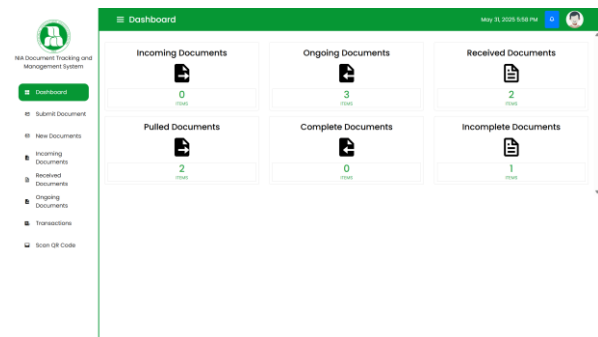 Dashboard
May 31, 2025 5:58 PM
NIA Document Tracking and
Management System
Dashboard
Submit Document
New Documents
Incoming
Documents
Received
Documents
Ongoing
Documents
Transactions
Scan QR Code
Incoming Documents
0
ITEMS
Ongoing Documents
3
ITEMS
Received Documents
2
ITEMS
Pulled Documents
2
ITEMS
Complete Documents
0
ITEMS
Incomplete Documents
1
ITEMS